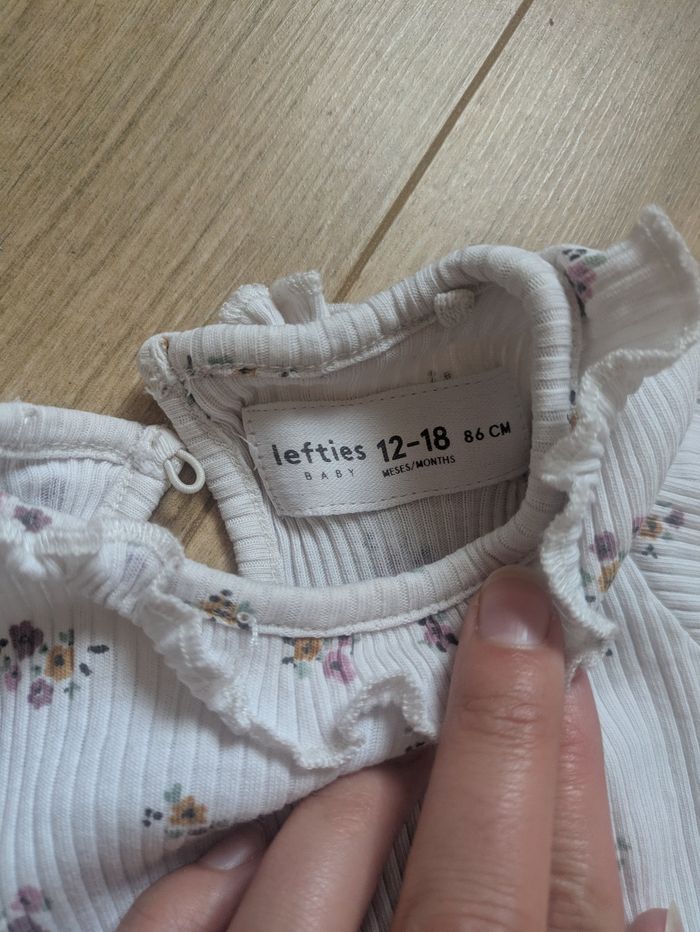 lefties 12-18 86 CM
BABY MESES/MONTHS